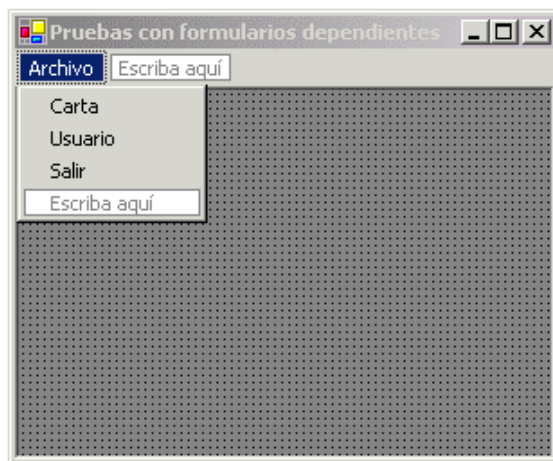 Pruebas con formularios dependientes
Archivo Escriba aquí
Carta
Usuario
Salir
Escriba aquí